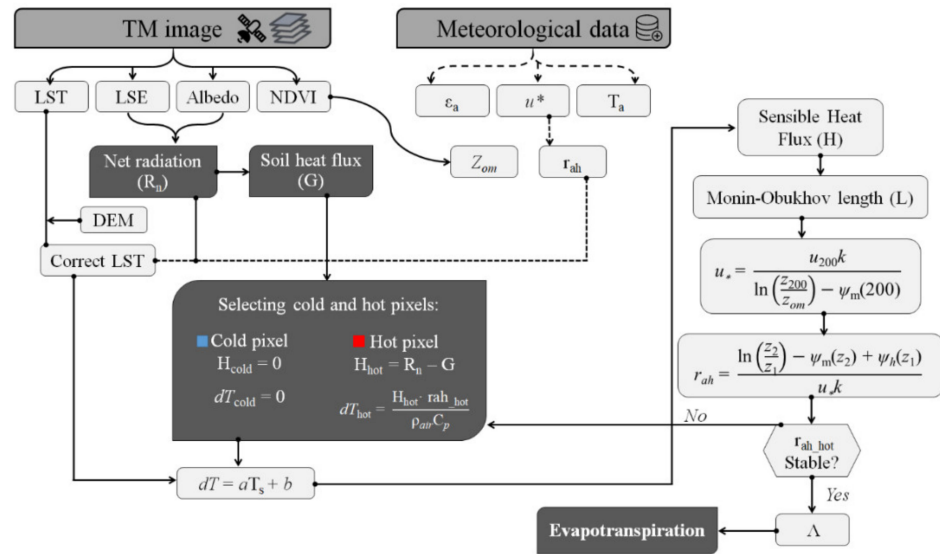 TM image
Meteorological data
LST
LSE
Albedo
NDVI
εa
u*
Ta
Sensible Heat
Flux (H)
Net radiation
(Rn)
Soil heat flux
(G)
Zom
rah
Monin-Obukhov length (L)
DEM
Correct LST
u* = u200k / ln (z200/zom) − ψm(200)
Selecting cold and hot pixels:
Cold pixel
Hcold = 0
dTcold = 0
Hot pixel
Hhot = Rn − G
dThot = Hhot· rah_hot / ρairCp
rah = ln (z2/z1) − ψm(z2) + ψh(z1) / u*k
No
rah_hot
Stable?
Yes
dT = aTs + b
Λ
Evapotranspiration